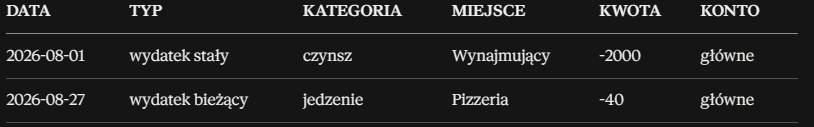 DATA TYP KATEGORIA MIEJSCE KWOTA KONTO
2026-08-01 wydatek stały czynsz Wynajmujący -2000 główne
2026-08-27 wydatek bieżący jedzenie Pizzeria -40 główne